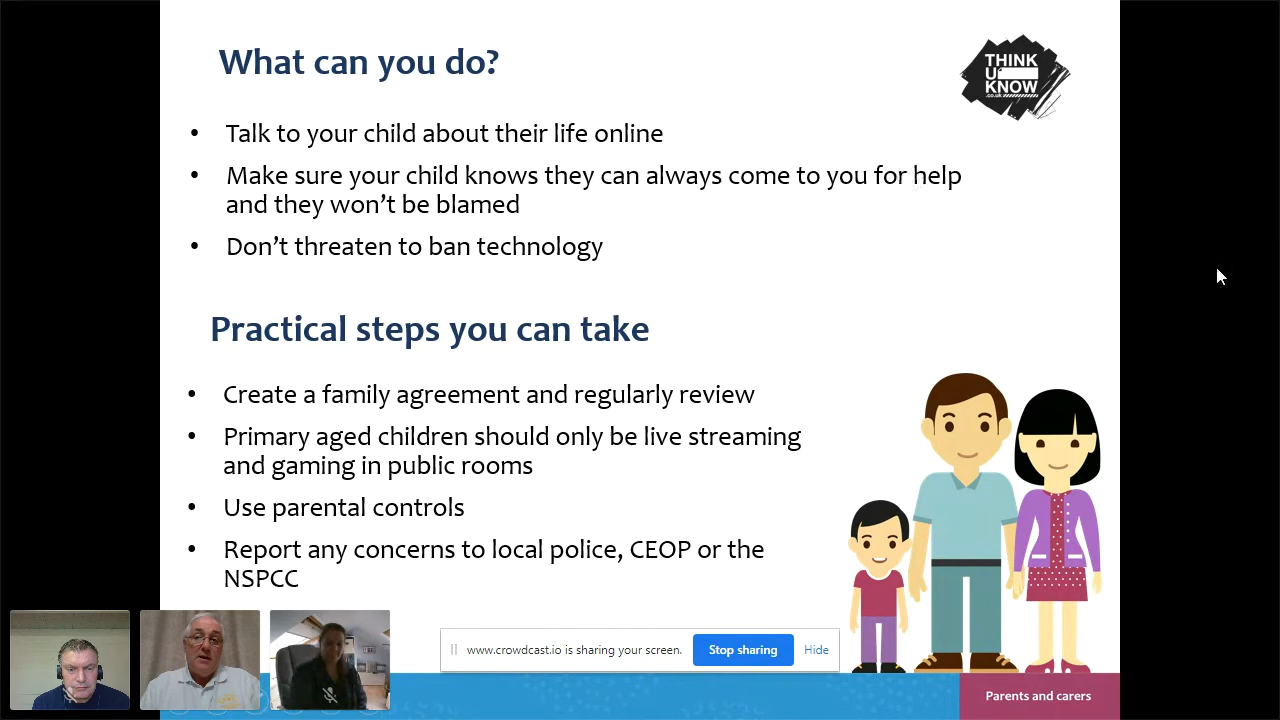 What can you do?
THINK
U
KNOW
.co.uk
• Talk to your child about their life online
• Make sure your child knows they can always come to you for help
and they won’t be blamed
• Don’t threaten to ban technology
Practical steps you can take
• Create a family agreement and regularly review
• Primary aged children should only be live streaming
and gaming in public rooms
• Use parental controls
• Report any concerns to local police, CEOP or the
NSPCC
www.crowdcast.io is sharing your screen. Stop sharing Hide
Parents and carers